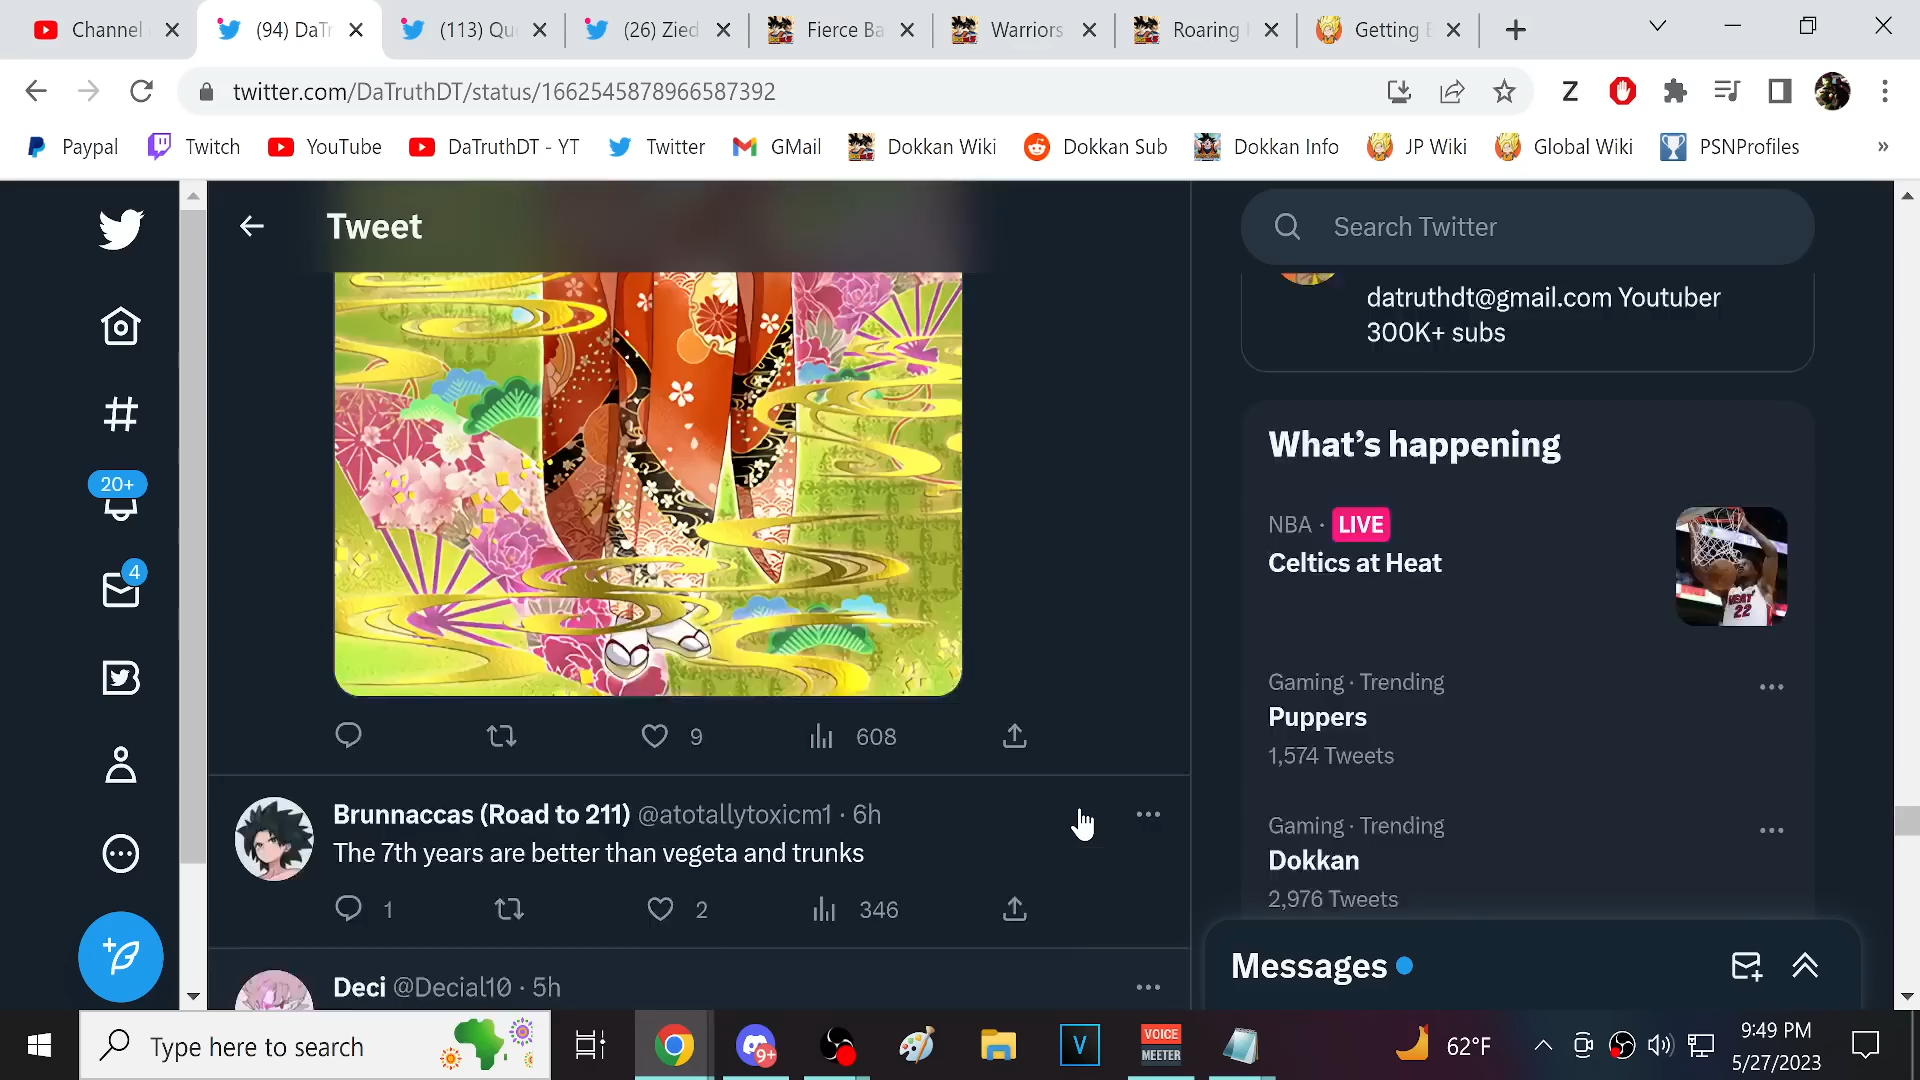 Channel
(94) DaTr
(113) Qu
(26) Zied
Fierce Ba
Warriors
Roaring
Getting
twitter.com/DaTruthDT/status/1662545878966587392
Z
Paypal
Twitch
YouTube
DaTruthDT - YT
Twitter
GMail
Dokkan Wiki
Dokkan Sub
Dokkan Info
JP Wiki
Global Wiki
PSNProfiles
»
Tweet
Search Twitter
datruthdt@gmail.com Youtuber
300K+ subs
20+
4
What's happening
NBA · LIVE
Celtics at Heat
HEAT
22
Gaming · Trending
Puppers
1,574 Tweets
Gaming · Trending
Dokkan
2,976 Tweets
9
608
Brunnaccas (Road to 211) @atotallytoxicm1 · 6h
The 7th years are better than vegeta and trunks
1
2
346
Deci @Decial10 · 5h
Messages
Type here to search
9+
V
VOICE
MEETER
62°F
9:49 PM
5/27/2023